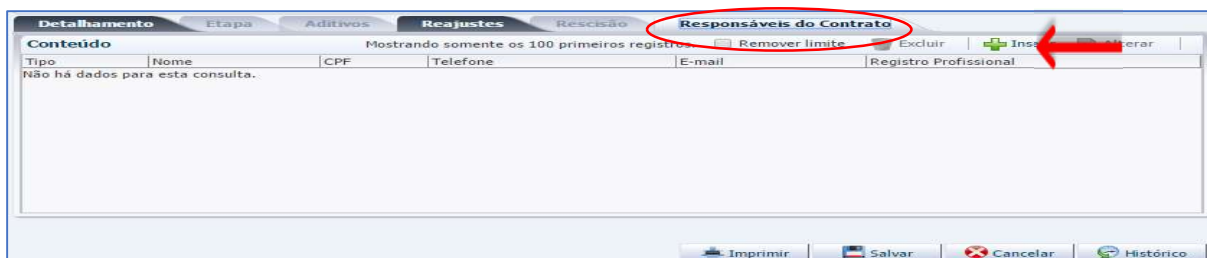 Detalhamento Etapa Aditivos Reajustes Rescisão Responsáveis do Contrato
Conteúdo Mostrando somente os 100 primeiros registros. Remover limite Excluir
Tipo Nome CPF Telefone E-mail Registro Profissional
Não há dados para esta consulta.
Imprimir Salvar Cancelar Histórico